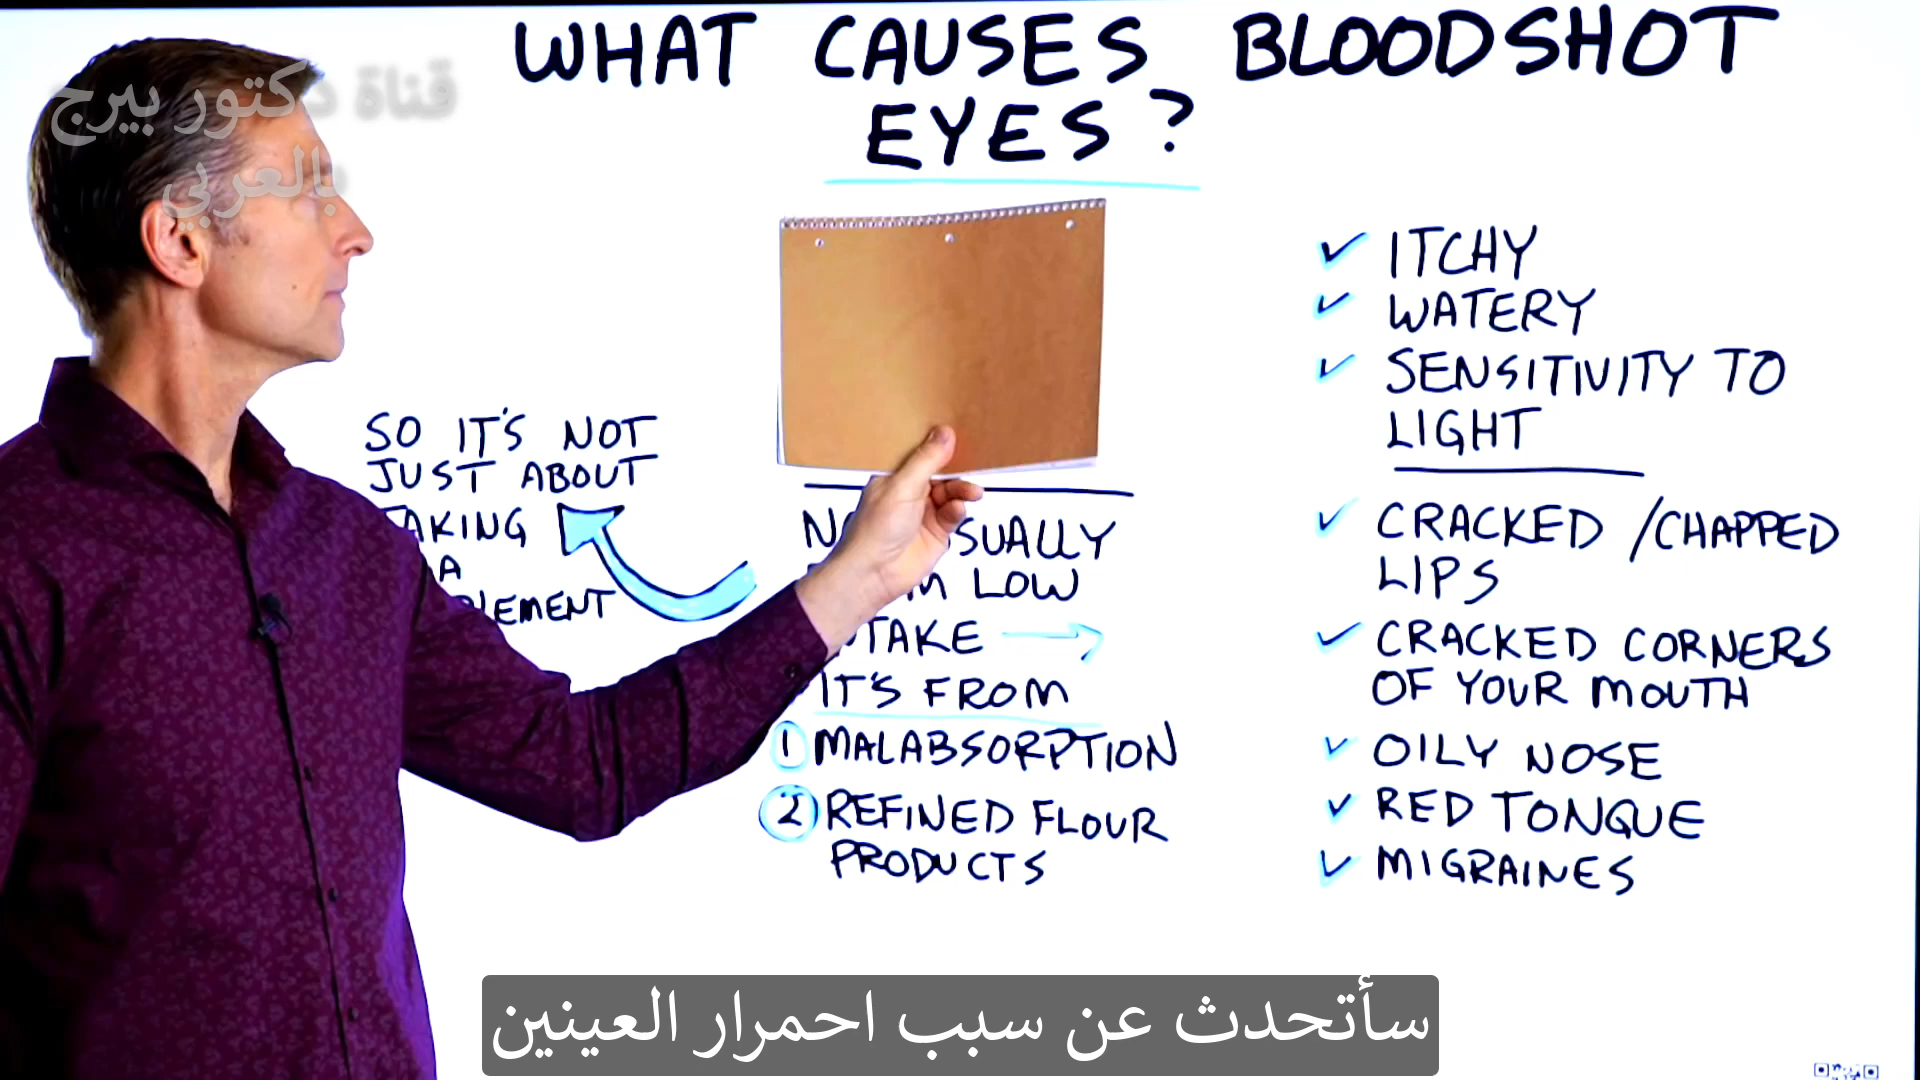 WHAT CAUSES BLOODSHOT
EYES?
قناة دكتور بيرج
بالعربي
SO IT'S NOT
JUST ABOUT
IT'S FROM
1 MALABSORPTION
2 REFINED FLOUR
PRODUCTS
LOW
✓ ITCHY
✓ WATERY
✓ SENSITIVITY TO
LIGHT
✓ CRACKED / CHAPPED
LIPS
✓ CRACKED CORNERS
OF YOUR MOUTH
✓ OILY NOSE
✓ RED TONGUE
✓ MIGRAINES
سأتحدث عن سبب احمرار العينين